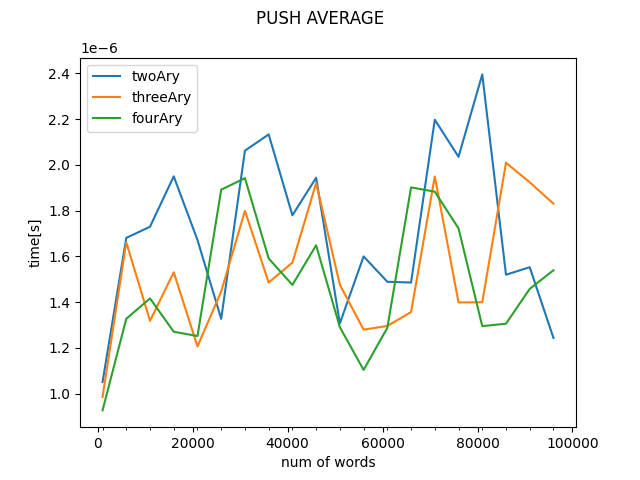 PUSH AVERAGE
1e−6
twoAry
threeAry
fourAry
2.4
2.2
2.0
1.8
1.6
1.4
1.2
1.0
time[s]
0 20000 40000 60000 80000 100000
num of words